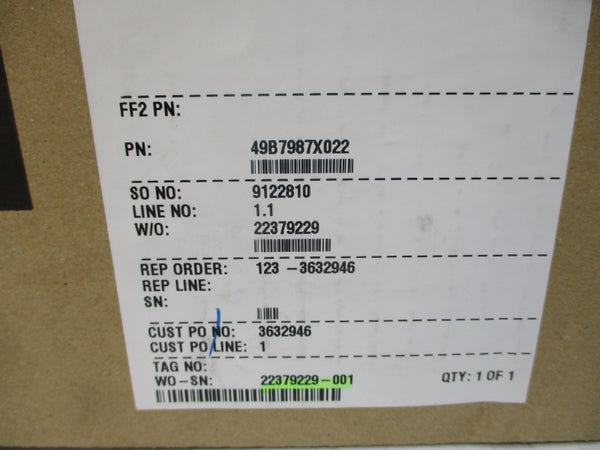 FF2 PN:
PN: 49B7987X022
SO NO: 9122810
LINE NO: 1.1
W/O: 22379229
REP ORDER: 123 -3632946
REP LINE:
SN:
CUST PO NO: 3632946
CUST PO LINE: 1
TAG NO:
WO-SN: 22379229-001 QTY: 1 OF 1